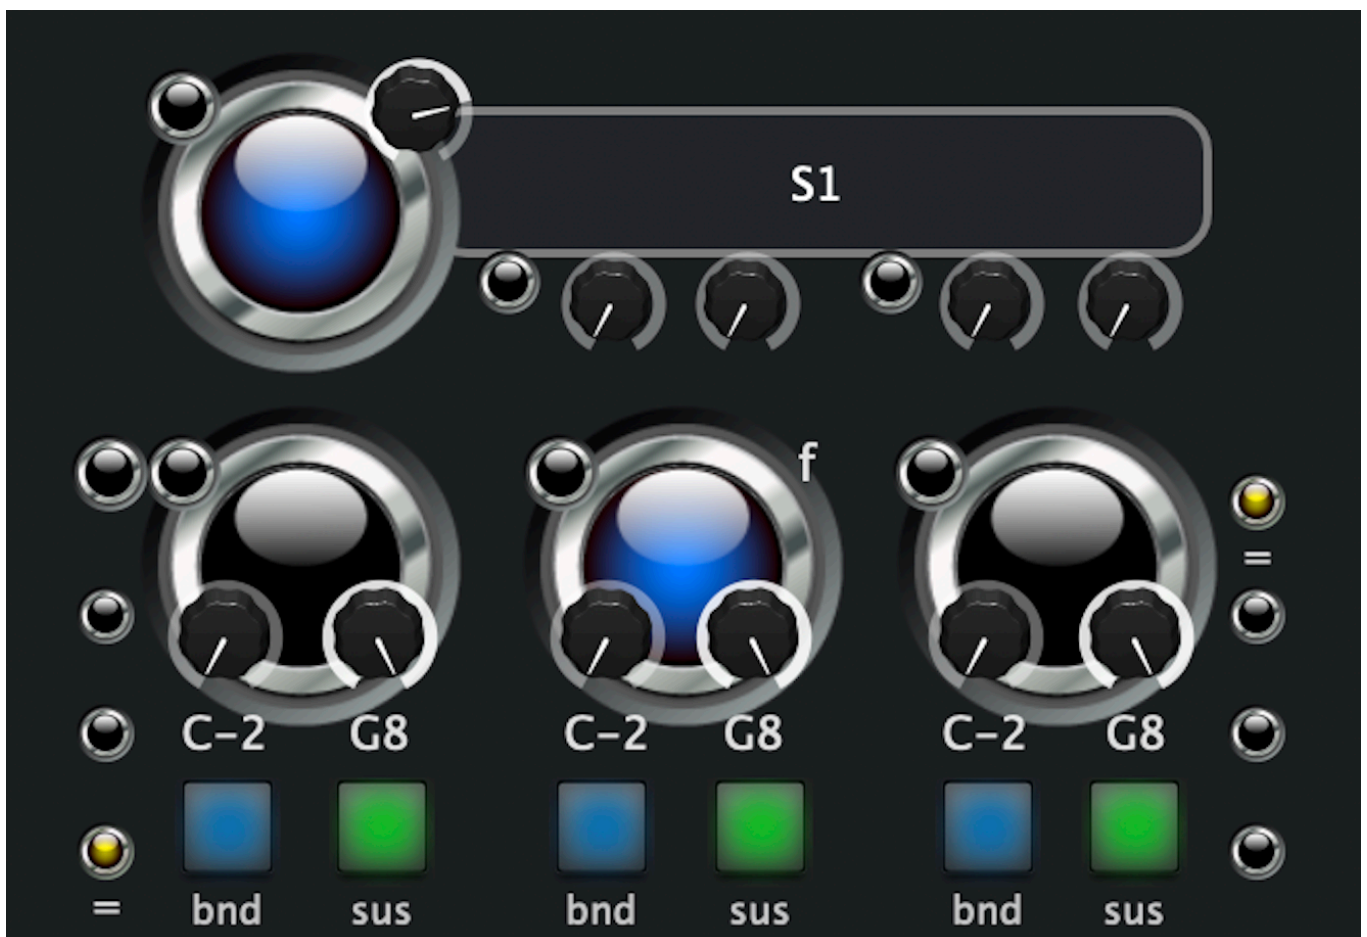 S1
f
=
C-2 G8 C-2 G8 C-2 G8
bnd sus bnd sus bnd sus
=